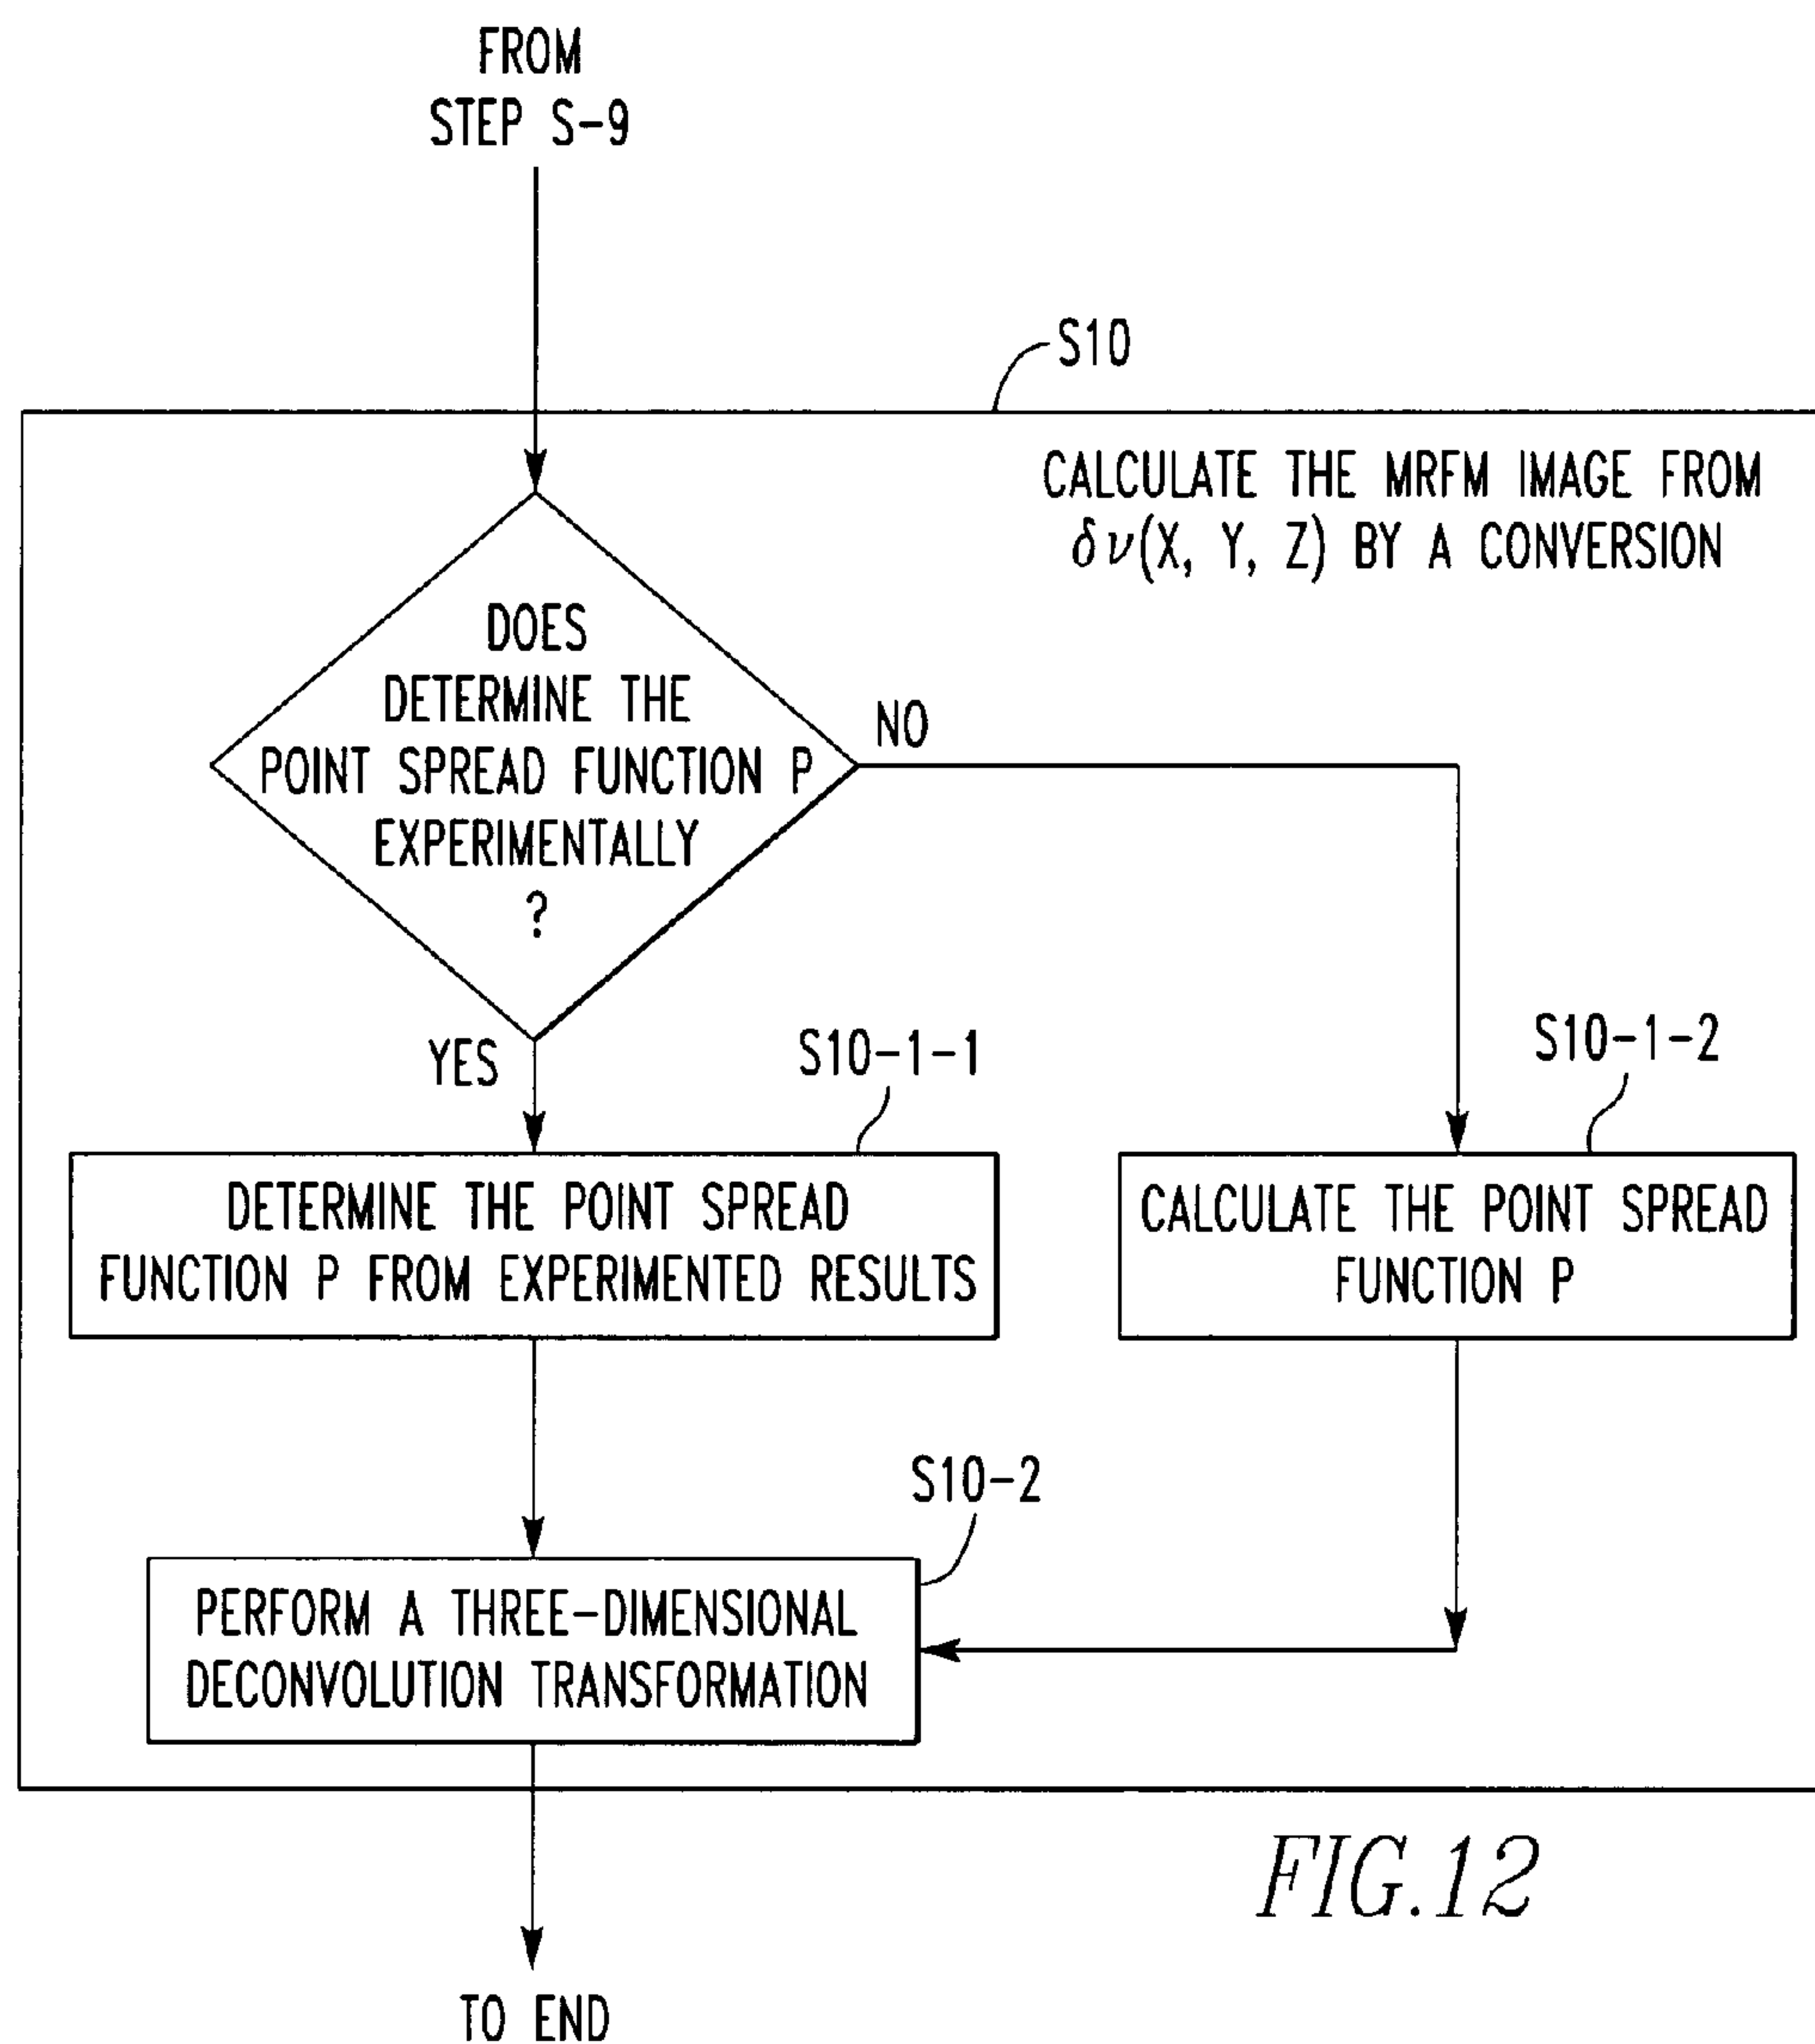 FROM
STEP S-9
S10
CALCULATE THE MRFM IMAGE FROM
δν(X, Y, Z) BY A CONVERSION
DOES
DETERMINE THE
POINT SPREAD FUNCTION P
EXPERIMENTALLY
?
NO
YES
S10-1-1
S10-1-2
DETERMINE THE POINT SPREAD
FUNCTION P FROM EXPERIMENTED RESULTS
CALCULATE THE POINT SPREAD
FUNCTION P
S10-2
PERFORM A THREE-DIMENSIONAL
DECONVOLUTION TRANSFORMATION
FIG.12
TO END